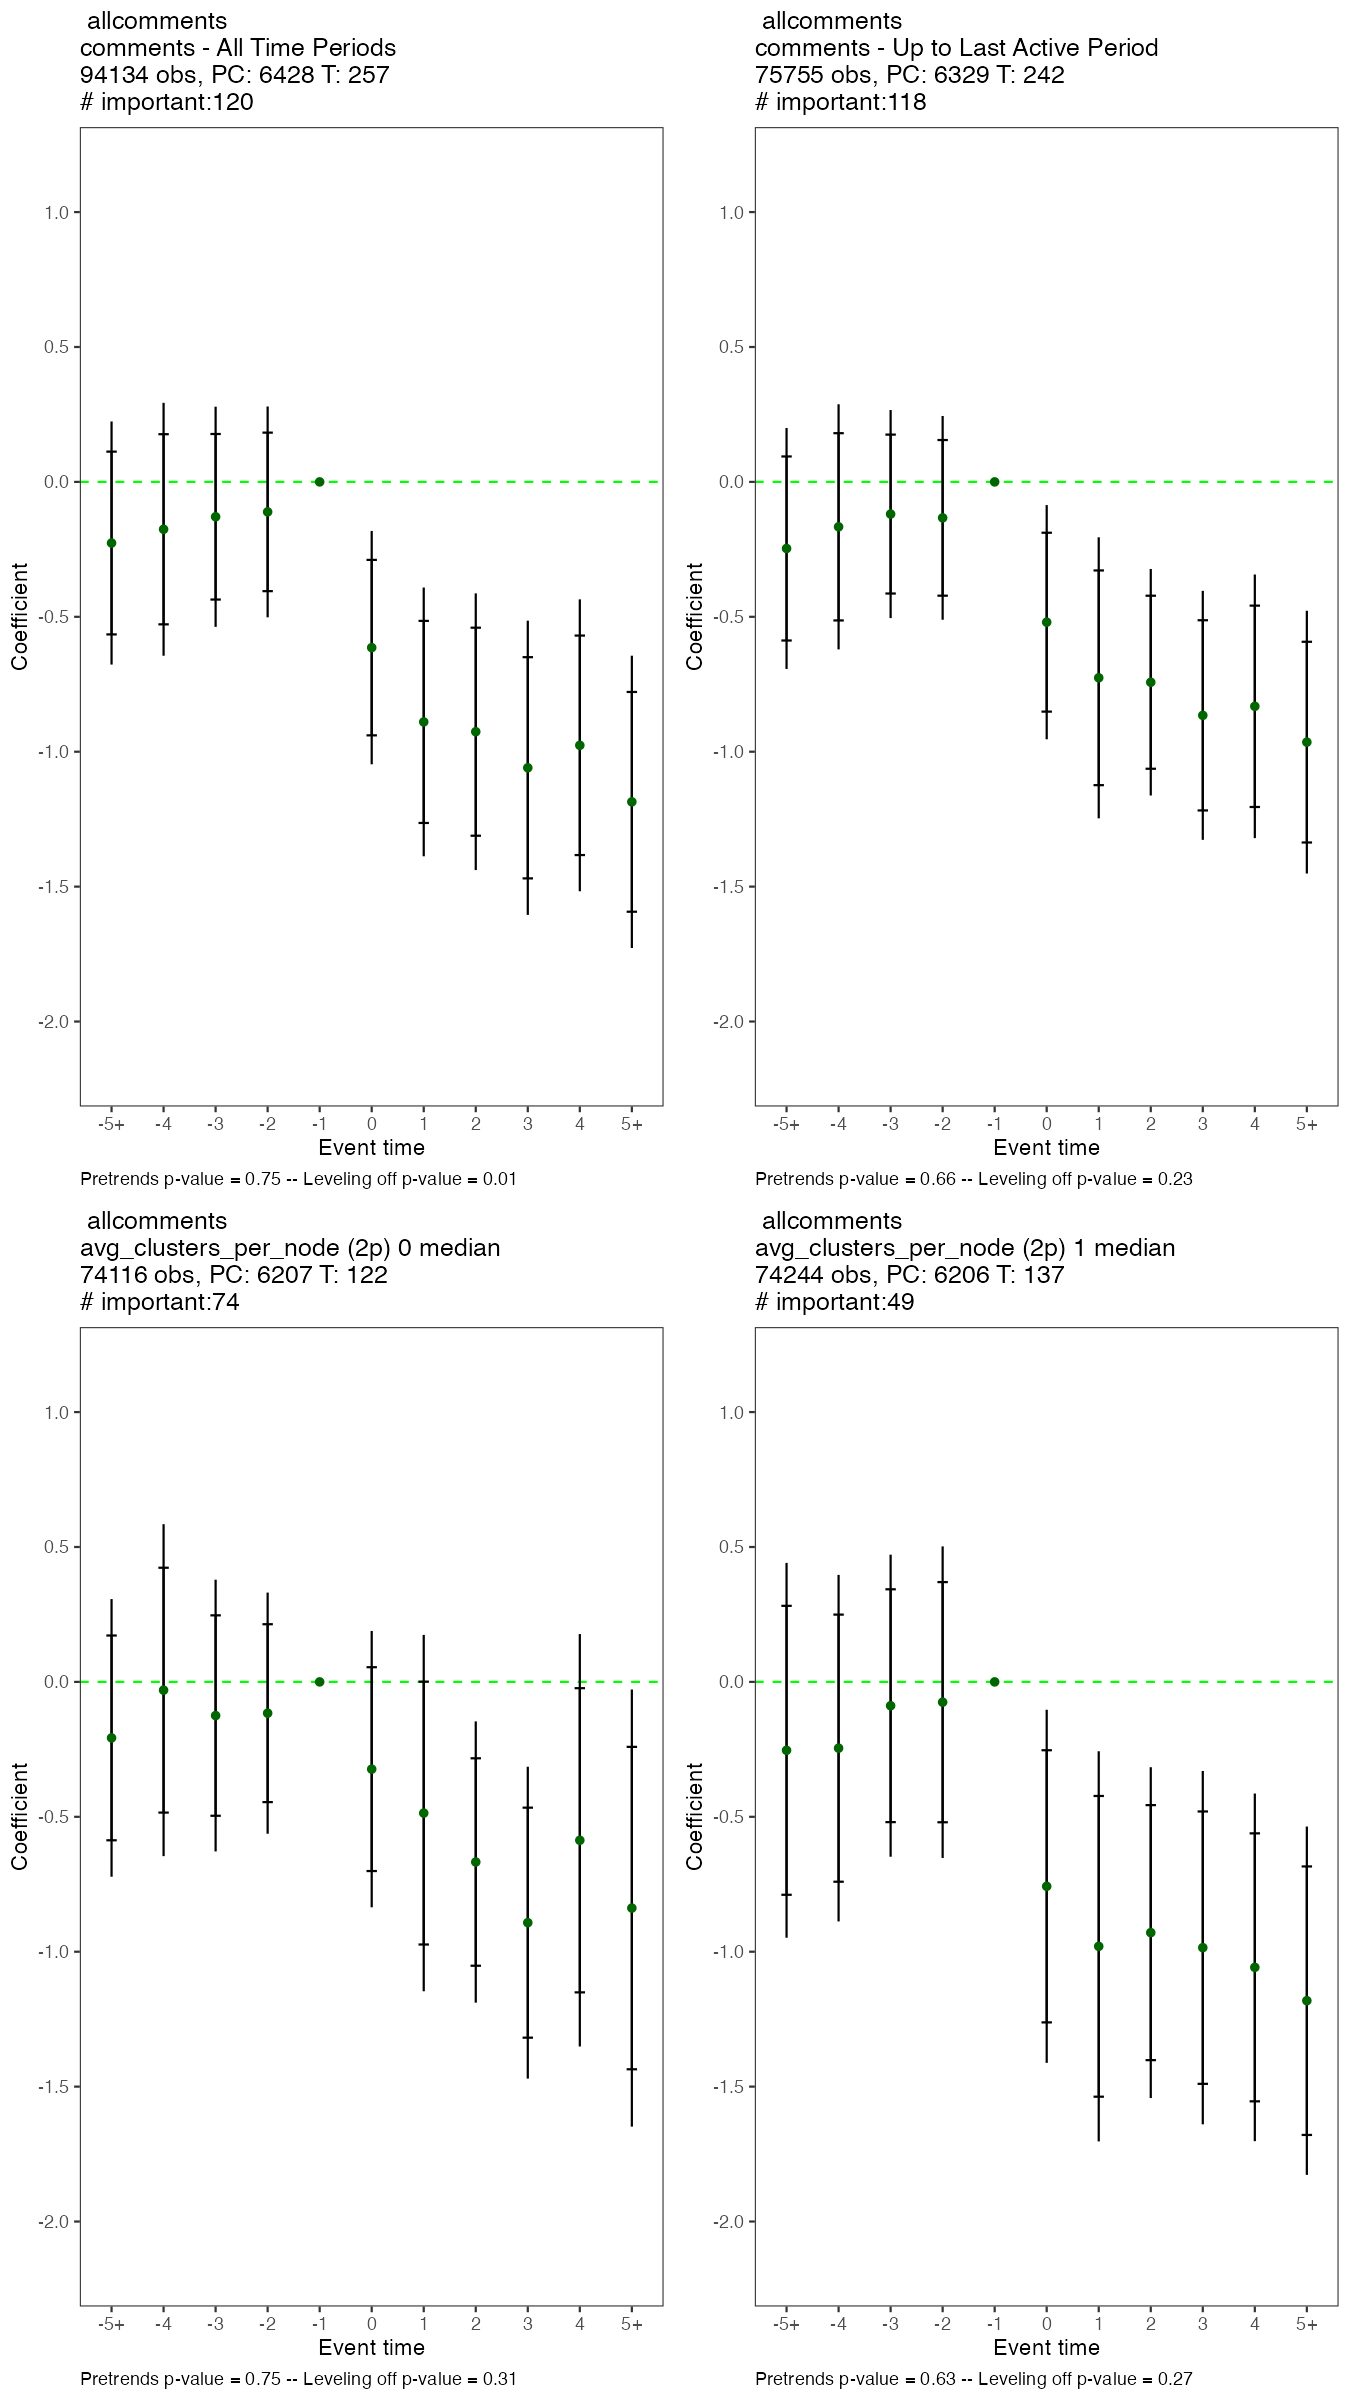 allcomments
comments - All Time Periods
94134 obs, PC: 6428 T: 257
# important:120
1.0
0.5
0.0
-0.5
-1.0
-1.5
-2.0
Coefficient
-5+ -4 -3 -2 -1 0 1 2 3 4 5+
Event time
Pretrends p-value = 0.75 -- Leveling off p-value = 0.01
allcomments
comments - Up to Last Active Period
75755 obs, PC: 6329 T: 242
# important:118
1.0
0.5
0.0
-0.5
-1.0
-1.5
-2.0
Coefficient
-5+ -4 -3 -2 -1 0 1 2 3 4 5+
Event time
Pretrends p-value = 0.66 -- Leveling off p-value = 0.23
allcomments
avg_clusters_per_node (2p) 0 median
74116 obs, PC: 6207 T: 122
# important:74
1.0
0.5
0.0
-0.5
-1.0
-1.5
-2.0
Coefficient
-5+ -4 -3 -2 -1 0 1 2 3 4 5+
Event time
Pretrends p-value = 0.75 -- Leveling off p-value = 0.31
allcomments
avg_clusters_per_node (2p) 1 median
74244 obs, PC: 6206 T: 137
# important:49
1.0
0.5
0.0
-0.5
-1.0
-1.5
-2.0
Coefficient
-5+ -4 -3 -2 -1 0 1 2 3 4 5+
Event time
Pretrends p-value = 0.63 -- Leveling off p-value = 0.27